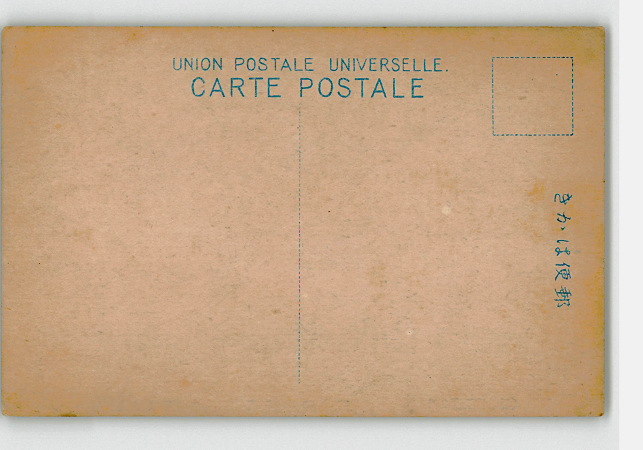 UNION POSTALE UNIVERSELLE.
CARTE POSTALE
きかは便郵